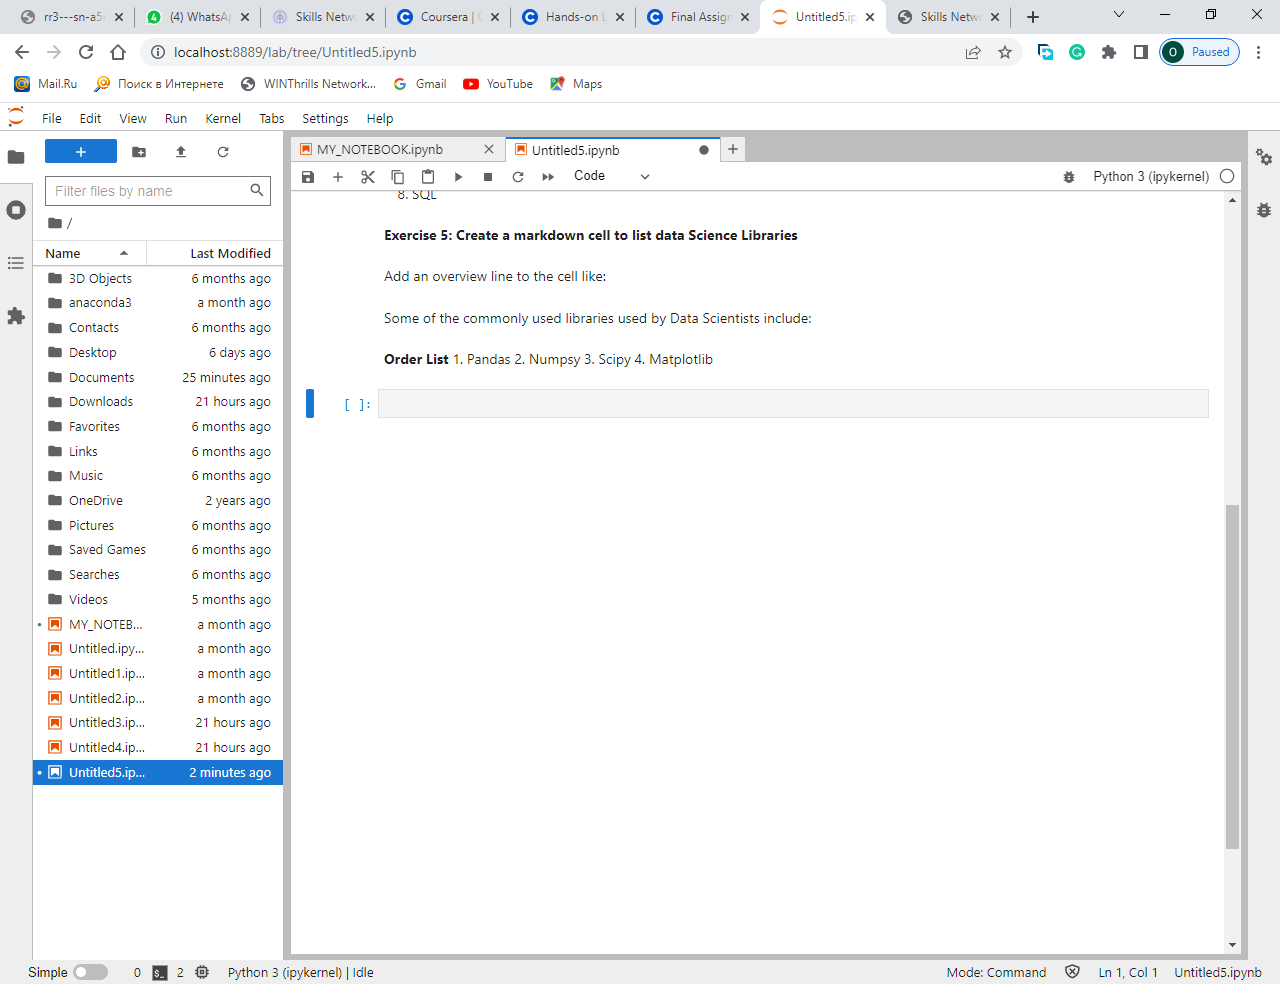 rr3---sn-a5
(4) WhatsA
Skills Netw
Coursera |
Hands-on L
Final Assign
Untitled5.ip
Skills Netw
localhost:8889/lab/tree/Untitled5.ipynb
O Paused
Mail.Ru
Поиск в Интернете
WINThrills Network...
Gmail
YouTube
Maps
File Edit View Run Kernel Tabs Settings Help
MY_NOTEBOOK.ipynb
Untitled5.ipynb
Filter files by name
Code
Python 3 (ipykernel)
/
Name Last Modified
3D Objects 6 months ago
anaconda3 a month ago
Contacts 6 months ago
Desktop 6 days ago
Documents 25 minutes ago
Downloads 21 hours ago
Favorites 6 months ago
Links 6 months ago
Music 6 months ago
OneDrive 2 years ago
Pictures 6 months ago
Saved Games 6 months ago
Searches 6 months ago
Videos 5 months ago
MY_NOTEB... a month ago
Untitled.ipy... a month ago
Untitled1.ip... a month ago
Untitled2.ip... a month ago
Untitled3.ip... 21 hours ago
Untitled4.ip... 21 hours ago
Untitled5.ip... 2 minutes ago
8. SQL
Exercise 5: Create a markdown cell to list data Science Libraries
Add an overview line to the cell like:
Some of the commonly used libraries used by Data Scientists include:
Order List 1. Pandas 2. Numpsy 3. Scipy 4. Matplotlib
[ ]:
Simple 0 $_ 2 Python 3 (ipykernel) | Idle
Mode: Command Ln 1, Col 1 Untitled5.ipynb